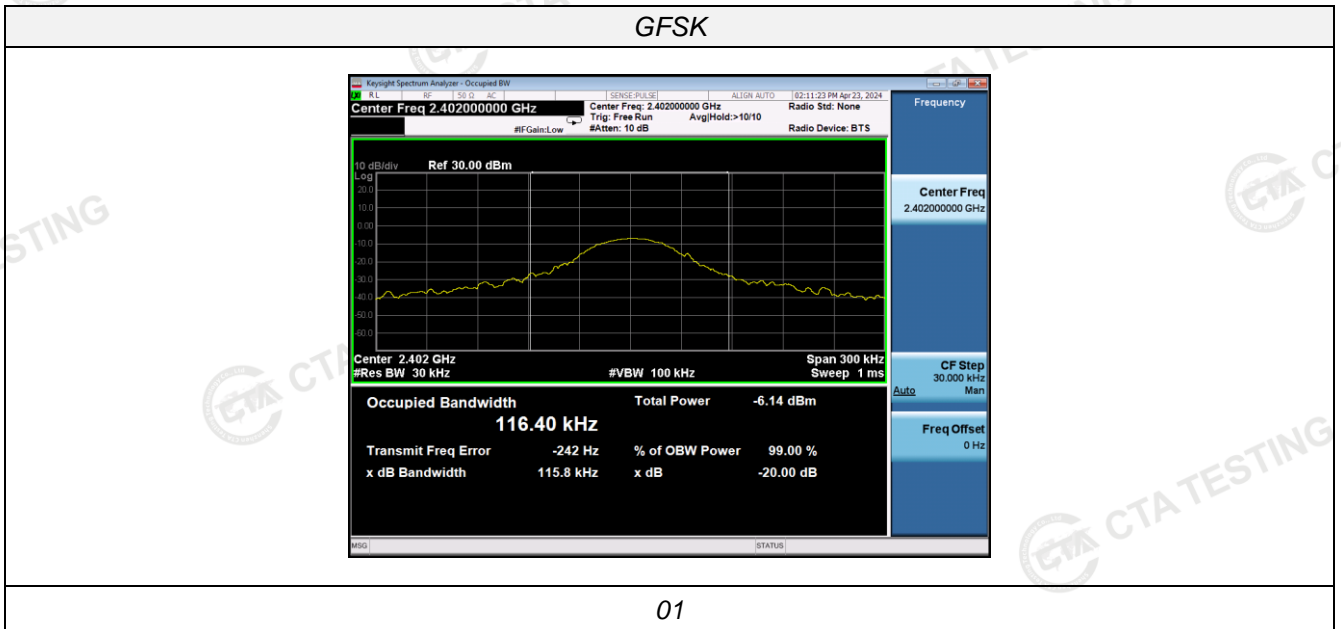 GFSK
Keysight Spectrum Analyzer - Occupied BW
RL RF 50 Ω AC SENSE:PULSE ALIGN AUTO 02:11:23 PM Apr 23, 2024
Center Freq 2.402000000 GHz
Center Freq: 2.402000000 GHz Radio Std: None
Trig: Free Run Avg|Hold:>10/10
#IFGain:Low #Atten: 10 dB Radio Device: BTS
Frequency
10 dB/div Ref 30.00 dBm
Log
20.0
10.0
0.00
-10.0
-20.0
-30.0
-40.0
-50.0
-60.0
Center 2.402 GHz Span 300 kHz
#Res BW 30 kHz #VBW 100 kHz Sweep 1 ms
Center Freq
2.402000000 GHz
CF Step
30.000 kHz
Auto Man
Freq Offset
0 Hz
Occupied Bandwidth Total Power -6.14 dBm
116.40 kHz
Transmit Freq Error -242 Hz % of OBW Power 99.00 %
x dB Bandwidth 115.8 kHz x dB -20.00 dB
MSG STATUS
01
ESTING
CTA
CTA TESTING